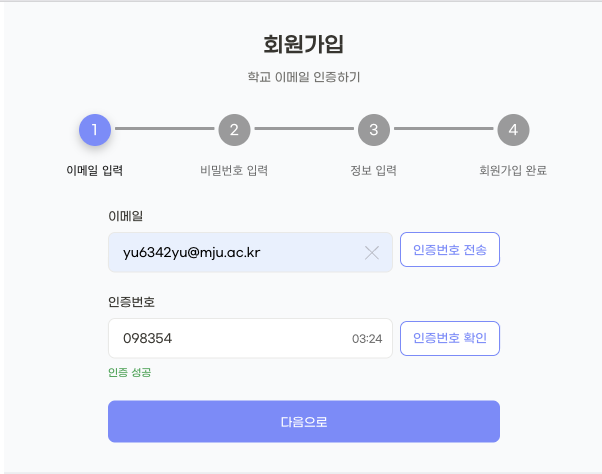 회원가입
학교 이메일 인증하기
1 2 3 4
이메일 입력 비밀번호 입력 정보 입력 회원가입 완료
이메일
yu6342yu@mju.ac.kr 인증번호 전송
인증번호
098354 03:24 인증번호 확인
인증 성공
다음으로